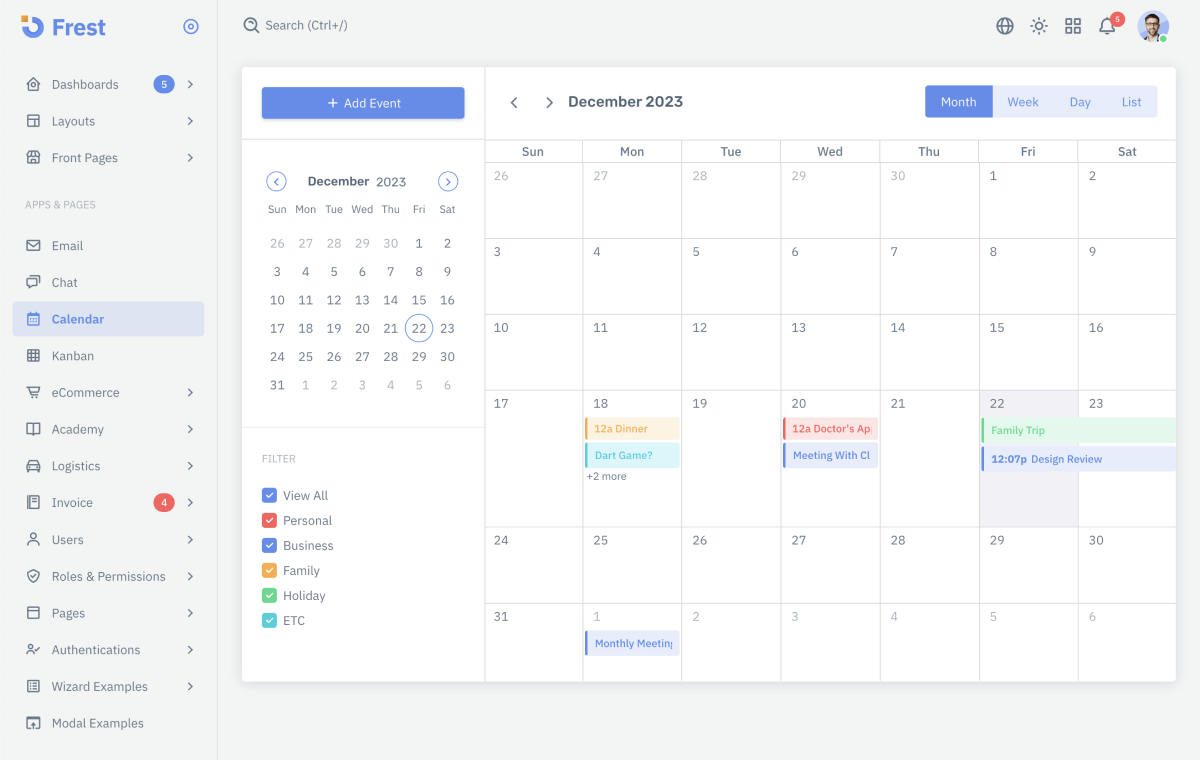 Frest
Search (Ctrl+/)
5
Dashboards 5
Layouts
Front Pages
APPS & PAGES
Email
Chat
Calendar
Kanban
eCommerce
Academy
Logistics
Invoice 4
Users
Roles & Permissions
Pages
Authentications
Wizard Examples
Modal Examples
+ Add Event
December 2023
Sun Mon Tue Wed Thu Fri Sat
26 27 28 29 30 1 2
3 4 5 6 7 8 9
10 11 12 13 14 15 16
17 18 19 20 21 22 23
24 25 26 27 28 29 30
31 1 2 3 4 5 6
FILTER
View All
Personal
Business
Family
Holiday
ETC
December 2023
Month Week Day List
Sun Mon Tue Wed Thu Fri Sat
26 27 28 29 30 1 2
3 4 5 6 7 8 9
10 11 12 13 14 15 16
17 18 19 20 21 22 23
12a Dinner 12a Doctor's Ap Family Trip
Dart Game? Meeting With Cl 12:07p Design Review
+2 more
24 25 26 27 28 29 30
31 1 2 3 4 5 6
Monthly Meeting